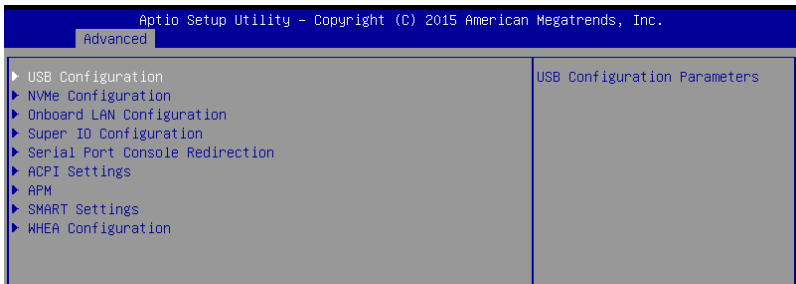 Aptio Setup Utility – Copyright (C) 2015 American Megatrends, Inc.
Advanced
USB Configuration
NVMe Configuration
Onboard LAN Configuration
Super IO Configuration
Serial Port Console Redirection
ACPI Settings
APM
SMART Settings
WHEA Configuration
USB Configuration Parameters